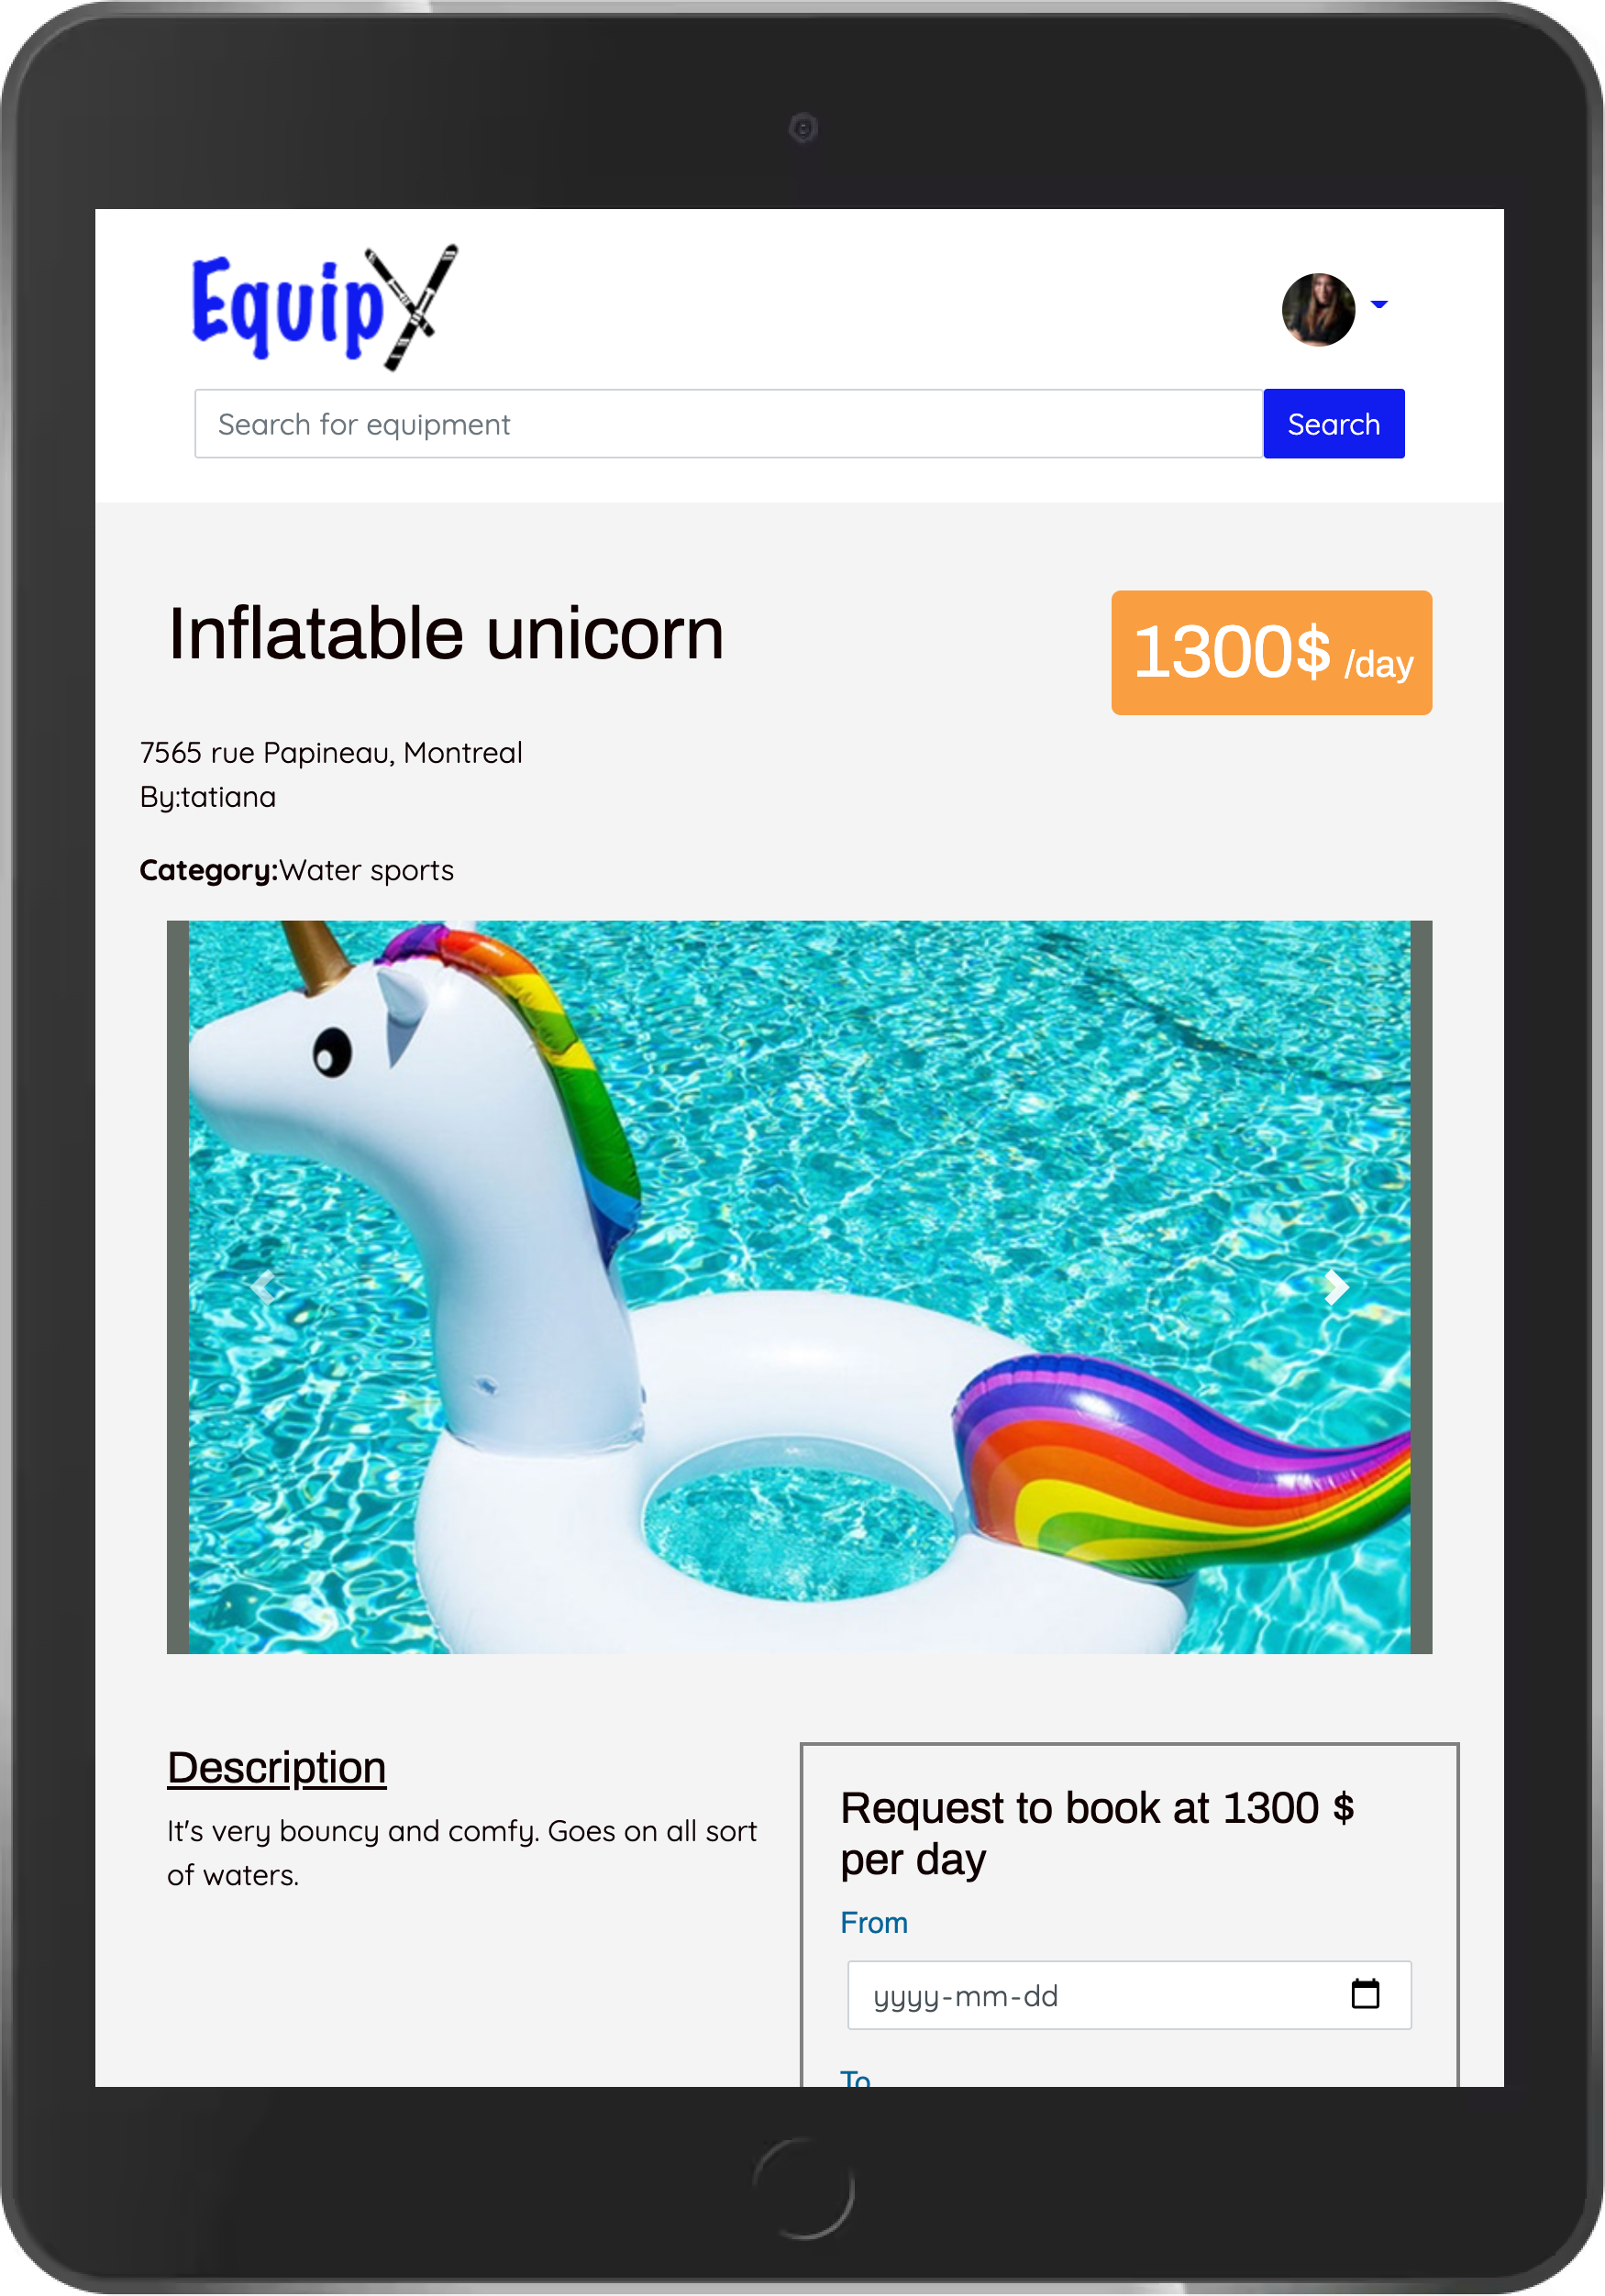 EquipX
Search for equipment
Search
Inflatable unicorn
1300$ /day
7565 rue Papineau, Montreal
By:tatiana
Category:Water sports
Description
It's very bouncy and comfy. Goes on all sort
of waters.
Request to book at 1300 $
per day
From
yyyy-mm-dd
To